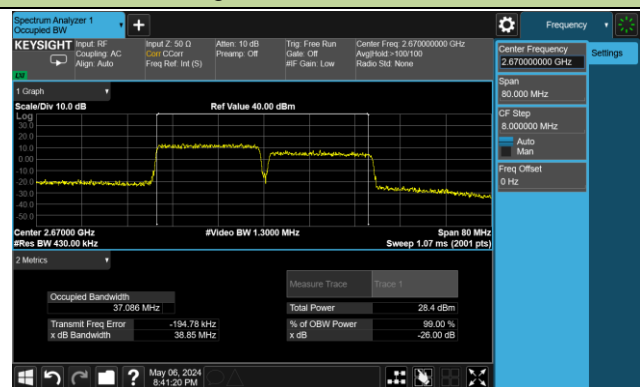 Spectrum Analyzer 1
Occupied BW
Frequency
KEYSIGHT
Input: RF
Coupling: AC
Align: Auto
Input Z: 50 Ω
Corr CCorr
Freq Ref: Int (S)
Atten: 10 dB
Preamp: Off
Trig: Free Run
Gate: Off
#IF Gain: Low
Center Freq: 2.670000000 GHz
Avg|Hold:>100/100
Radio Std: None
Center Frequency
2.670000000 GHz
Settings
Span
80.000 MHz
CF Step
8.000000 MHz
Auto
Man
Freq Offset
0 Hz
1 Graph
Scale/Div 10.0 dB
Ref Value 40.00 dBm
Log
30.0
20.0
10.0
0.00
-10.0
-20.0
-30.0
-40.0
-50.0
Center 2.67000 GHz
#Video BW 1.3000 MHz
Span 80 MHz
#Res BW 430.00 kHz
Sweep 1.07 ms (2001 pts)
2 Metrics
Measure Trace
Trace 1
Occupied Bandwidth
37.086 MHz
Total Power
28.4 dBm
Transmit Freq Error
-194.78 kHz
% of OBW Power
99.00 %
x dB Bandwidth
38.85 MHz
x dB
-26.00 dB
May 06, 2024
8:41:20 PM